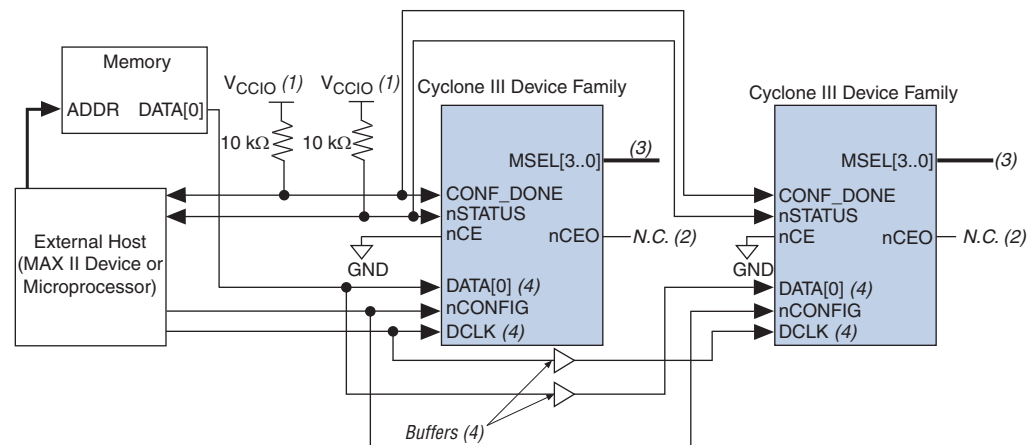 Memory
ADDR DATA[0]
VCCIO (1)
VCCIO (1)
10 kΩ
10 kΩ
Cyclone III Device Family
MSEL[3..0]
(3)
CONF_DONE
nSTATUS
nCE
nCEO
N.C. (2)
GND
DATA[0] (4)
nCONFIG
DCLK (4)
External Host
(MAX II Device or
Microprocessor)
Cyclone III Device Family
MSEL[3..0]
(3)
CONF_DONE
nSTATUS
nCE
nCEO
N.C. (2)
GND
DATA[0] (4)
nCONFIG
DCLK (4)
Buffers (4)